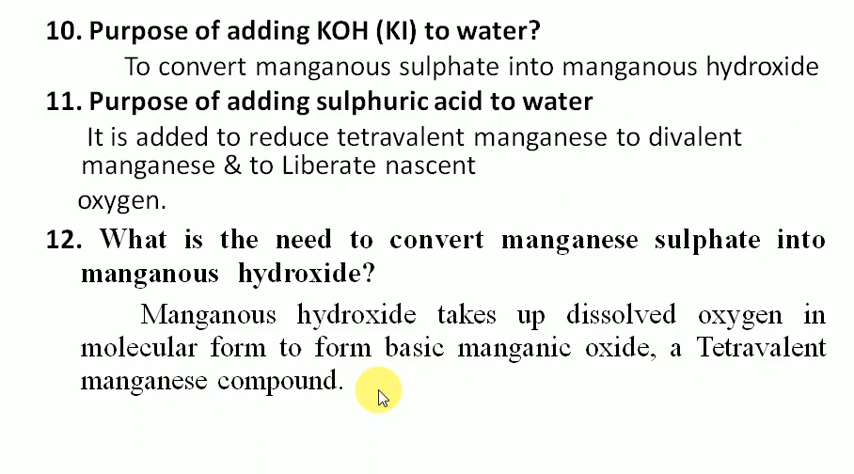 10. Purpose of adding KOH (KI) to water?
To convert manganous sulphate into manganous hydroxide
11. Purpose of adding sulphuric acid to water
It is added to reduce tetravalent manganese to divalent
manganese & to Liberate nascent
oxygen.
12. What is the need to convert manganese sulphate into
manganous hydroxide?
Manganous hydroxide takes up dissolved oxygen in
molecular form to form basic manganic oxide, a Tetravalent
manganese compound.